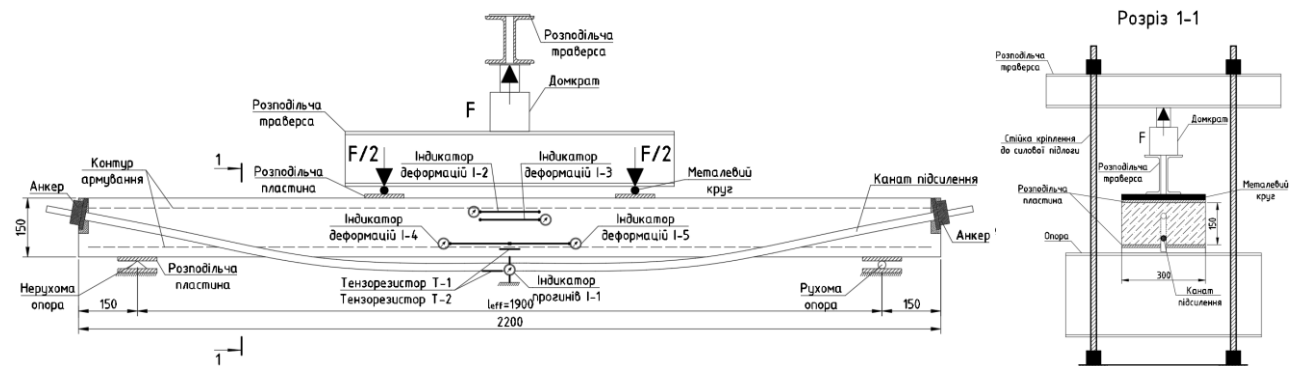 Розподільча
траверса
Домкрат
F
Розподільча
траверса
F/2
F/2
1
Індикатор
деформацій І-2
Індикатор
деформацій І-3
Металевий
круг
Контур
армування
Розподільча
пластина
Канат підсилення
Анкер
150
Індикатор
деформацій І-4
Індикатор
деформацій І-5
Анкер
Нерухома
опора
Розподільча
пластина
Тензорезистор Т-1
Тензорезистор Т-2
Індикатор
прогинів І-1
Рухома
опора
150
leff=1900
150
2200
1
Розріз 1-1
Розподільча
траверса
F
Домкрат
Стійка кріплення
до силової підлоги
Розподільча
траверса
Металевий
круг
Розподільча
пластина
150
Опора
300
Канат
підсилення